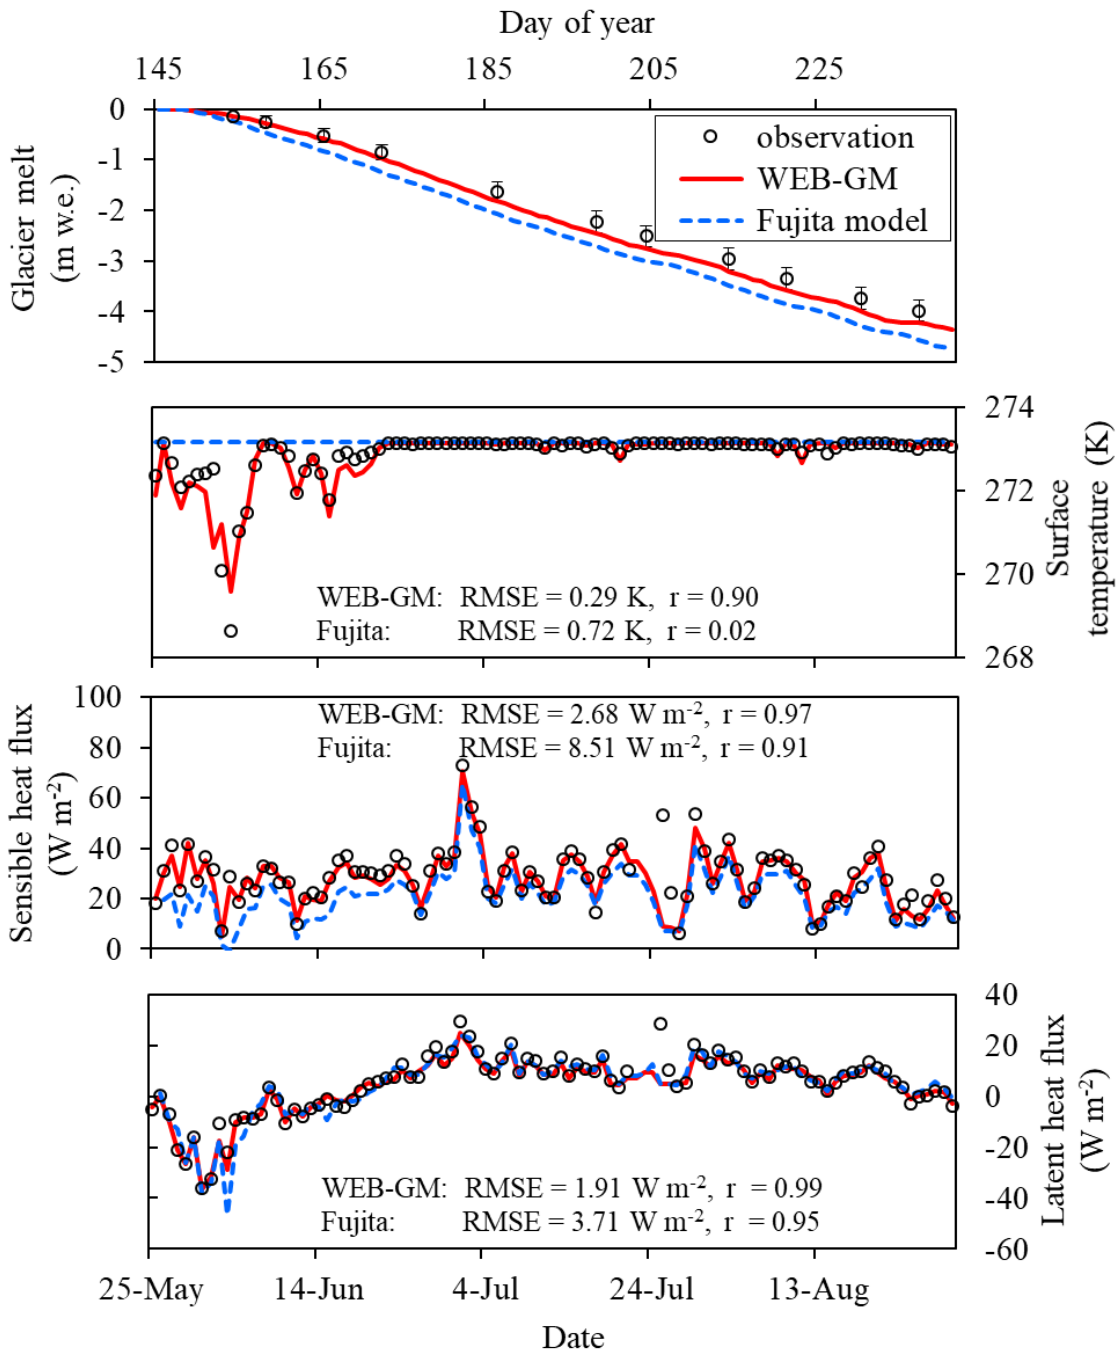 Day of year
145 165 185 205 225
Glacier melt
(m w.e.)
0
-1
-2
-3
-4
-5
observation
WEB-GM
Fujita model
274
272
270
268
Surface
temperature (K)
WEB-GM: RMSE = 0.29 K, r = 0.90
Fujita: RMSE = 0.72 K, r = 0.02
Sensible heat flux
(W m-2)
100
80
60
40
20
0
WEB-GM: RMSE = 2.68 W m-2, r = 0.97
Fujita: RMSE = 8.51 W m-2, r = 0.91
40
20
0
-20
-40
-60
Latent heat flux
(W m-2)
WEB-GM: RMSE = 1.91 W m-2, r = 0.99
Fujita: RMSE = 3.71 W m-2, r = 0.95
25-May 14-Jun 4-Jul 24-Jul 13-Aug
Date